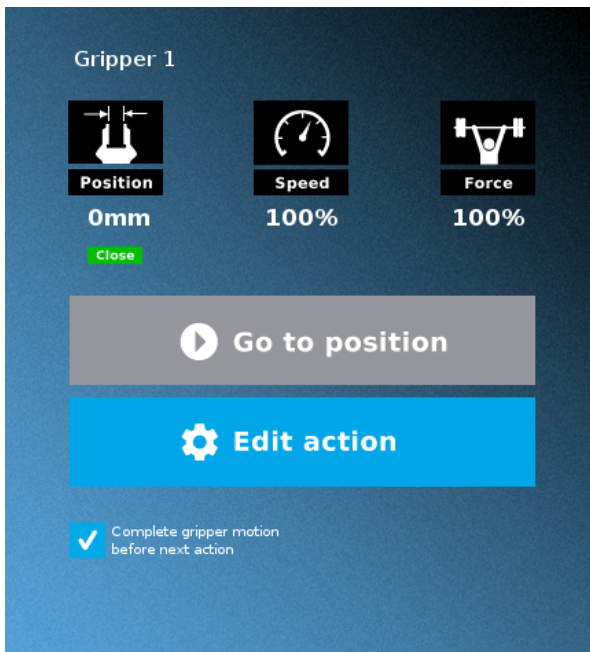 Gripper 1
Position
Speed
Force
0mm
100%
100%
Close
Go to position
Edit action
Complete gripper motion
before next action